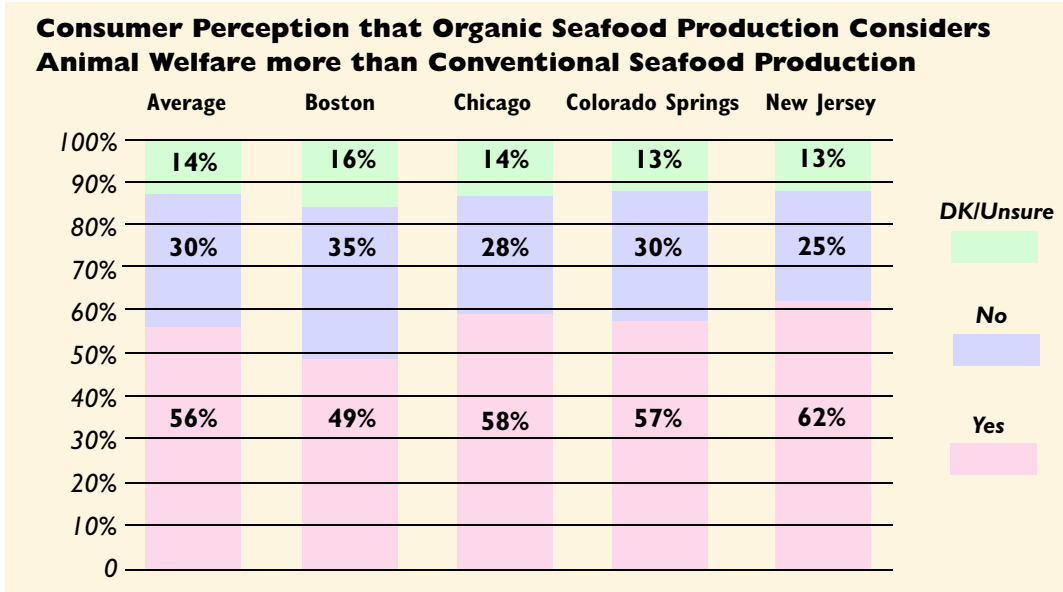 Consumer Perception that Organic Seafood Production Considers
Animal Welfare more than Conventional Seafood Production
Average Boston Chicago Colorado Springs New Jersey
100%
14% 16% 14% 13% 13%
90%
DK/Unsure
80%
30% 35% 28% 30% 25%
70%
60%
No
50%
40%
56% 49% 58% 57% 62%
Yes
30%
20%
10%
0